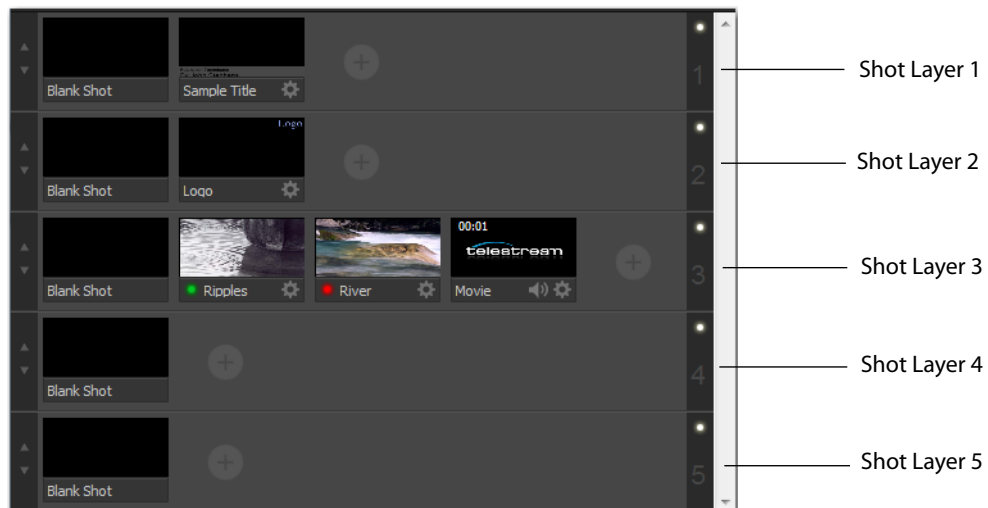 1
Shot Layer 1
Blank Shot
Sample Title
Logo
2
Shot Layer 2
Blank Shot
Logo
00:01
telestream
3
Shot Layer 3
Blank Shot
Ripples
River
Movie
4
Shot Layer 4
Blank Shot
5
Shot Layer 5
Blank Shot